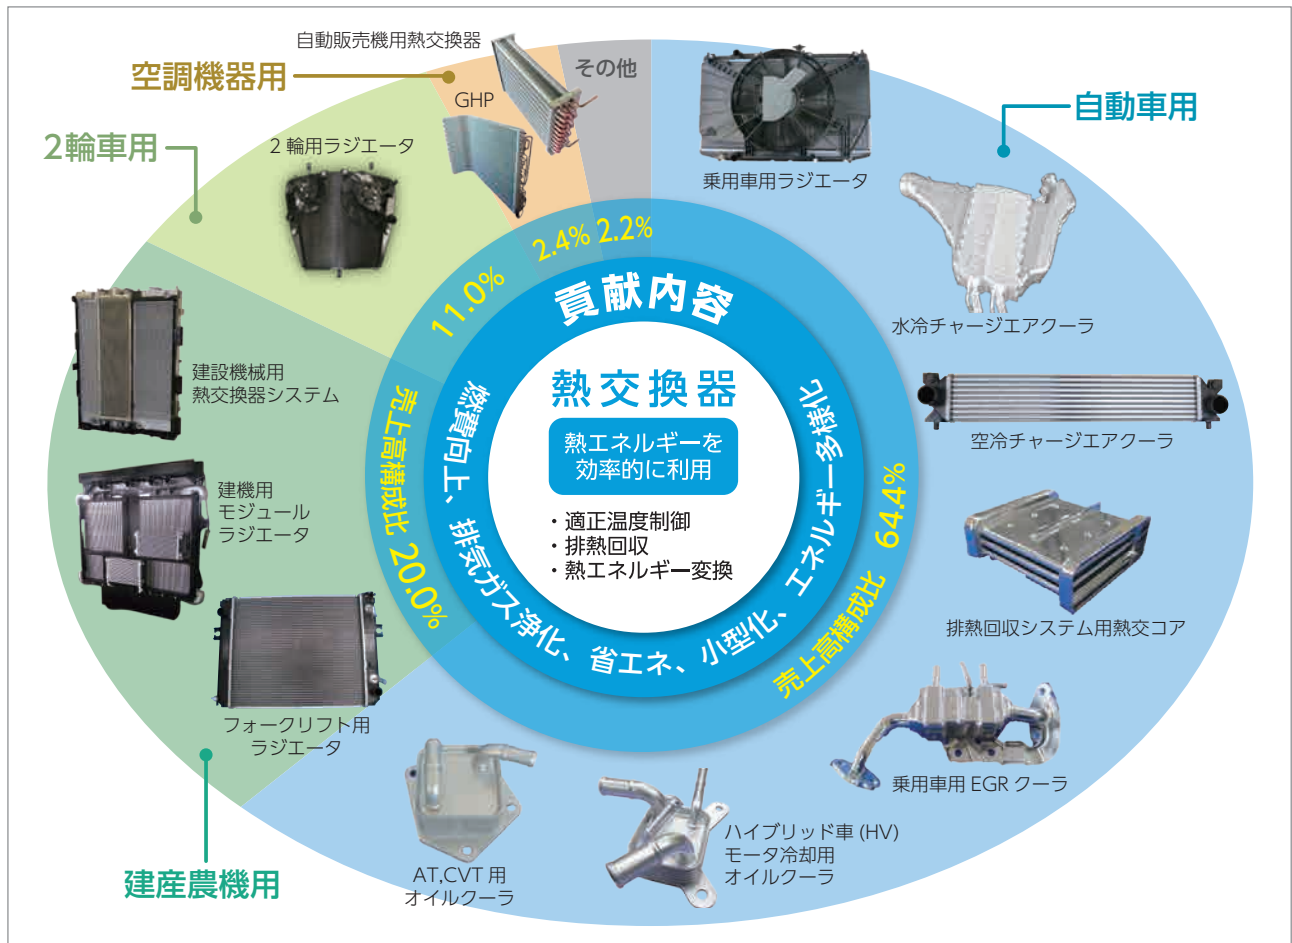 自動販売機用熱交換器
空調機器用
GHP
その他
自動車用
2輪車用
2輪用ラジエータ
乗用車用ラジエータ
水冷チャージエアクーラ
空冷チャージエアクーラ
排熱回収システム用熱交コア
乗用車用 EGR クーラ
ハイブリッド車 (HV)
モータ冷却用
オイルクーラ
AT,CVT 用
オイルクーラ
建産農機用
フォークリフト用
ラジエータ
建機用
モジュール
ラジエータ
建設機械用
熱交換器システム
11.0%
2.4%
2.2%
売上高構成比 64.4%
売上高構成比 20.0%
貢献内容
燃費向上、排気ガス浄化、省エネ、小型化、エネルギー多様化
熱交換器
熱エネルギーを
効率的に利用
・適正温度制御
・排熱回収
・熱エネルギー変換